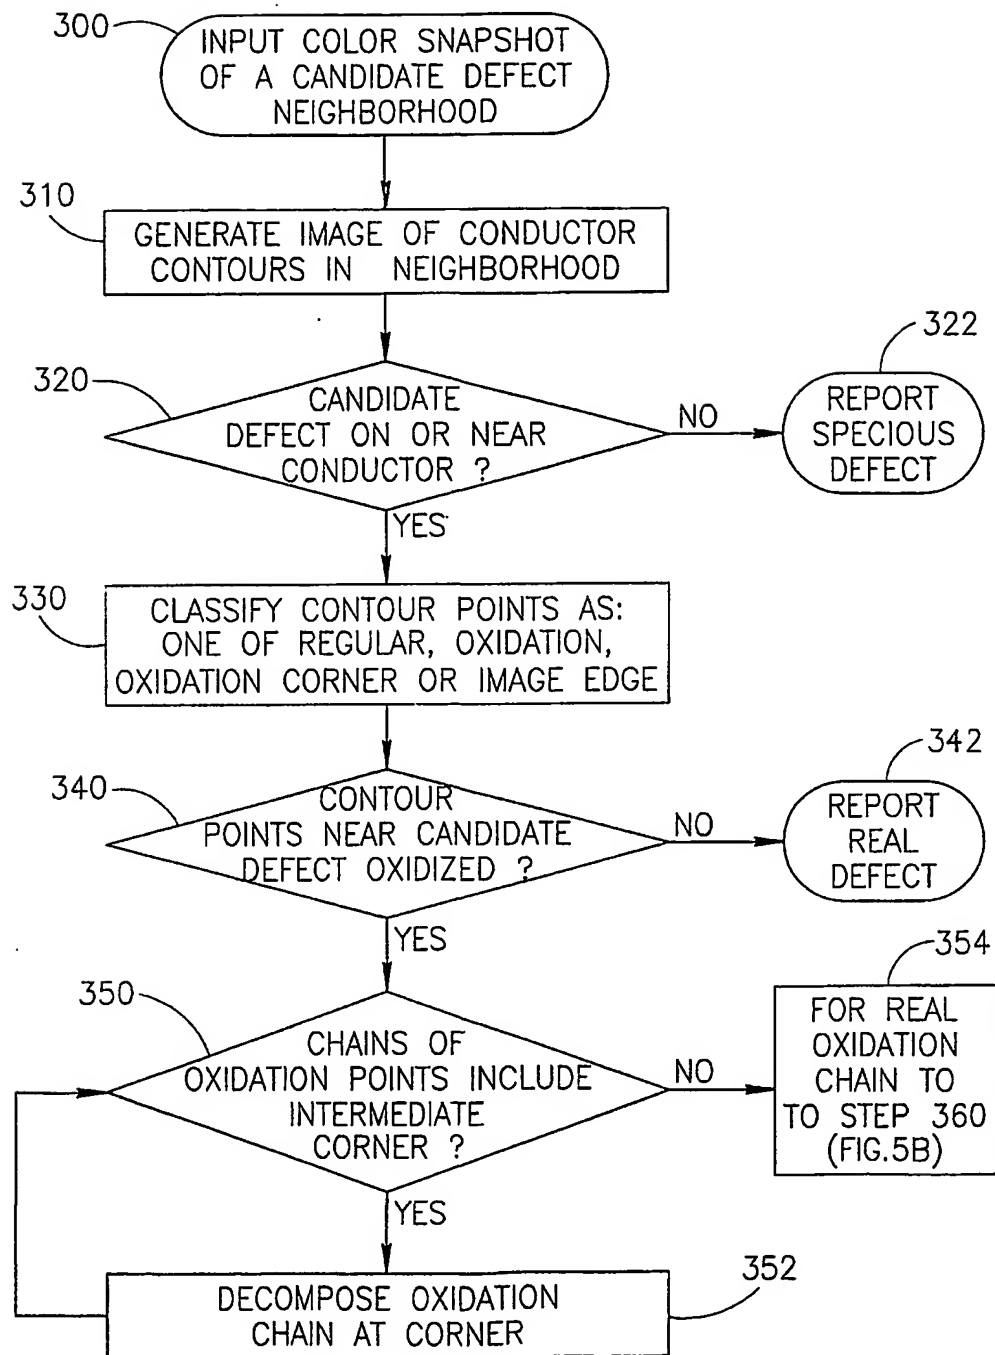 300
INPUT COLOR SNAPSHOT
OF A CANDIDATE DEFECT
NEIGHBORHOOD
310
GENERATE IMAGE OF CONDUCTOR
CONTOURS IN NEIGHBORHOOD
320
CANDIDATE
DEFECT ON OR NEAR
CONDUCTOR ?
NO
322
REPORT
SPECIOUS
DEFECT
YES
330
CLASSIFY CONTOUR POINTS AS:
ONE OF REGULAR, OXIDATION,
OXIDATION CORNER OR IMAGE EDGE
340
CONTOUR
POINTS NEAR CANDIDATE
DEFECT OXIDIZED ?
NO
342
REPORT
REAL
DEFECT
YES
350
CHAINS OF
OXIDATION POINTS INCLUDE
INTERMEDIATE
CORNER ?
NO
354
FOR REAL
OXIDATION
CHAIN TO
TO STEP 360
(FIG.5B)
YES
352
DECOMPOSE OXIDATION
CHAIN AT CORNER